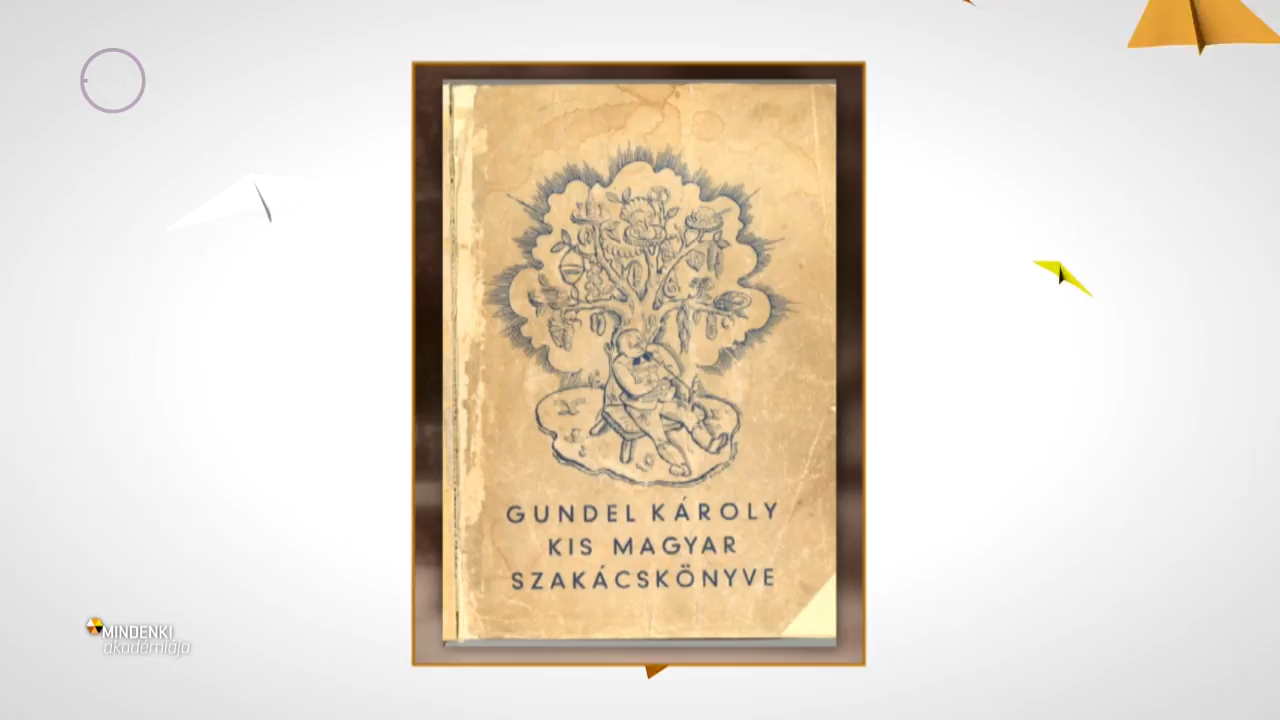 GUNDEL KÁROLY
KIS MAGYAR
SZAKÁCSKÖNYVE
MINDENKI
akadémiája